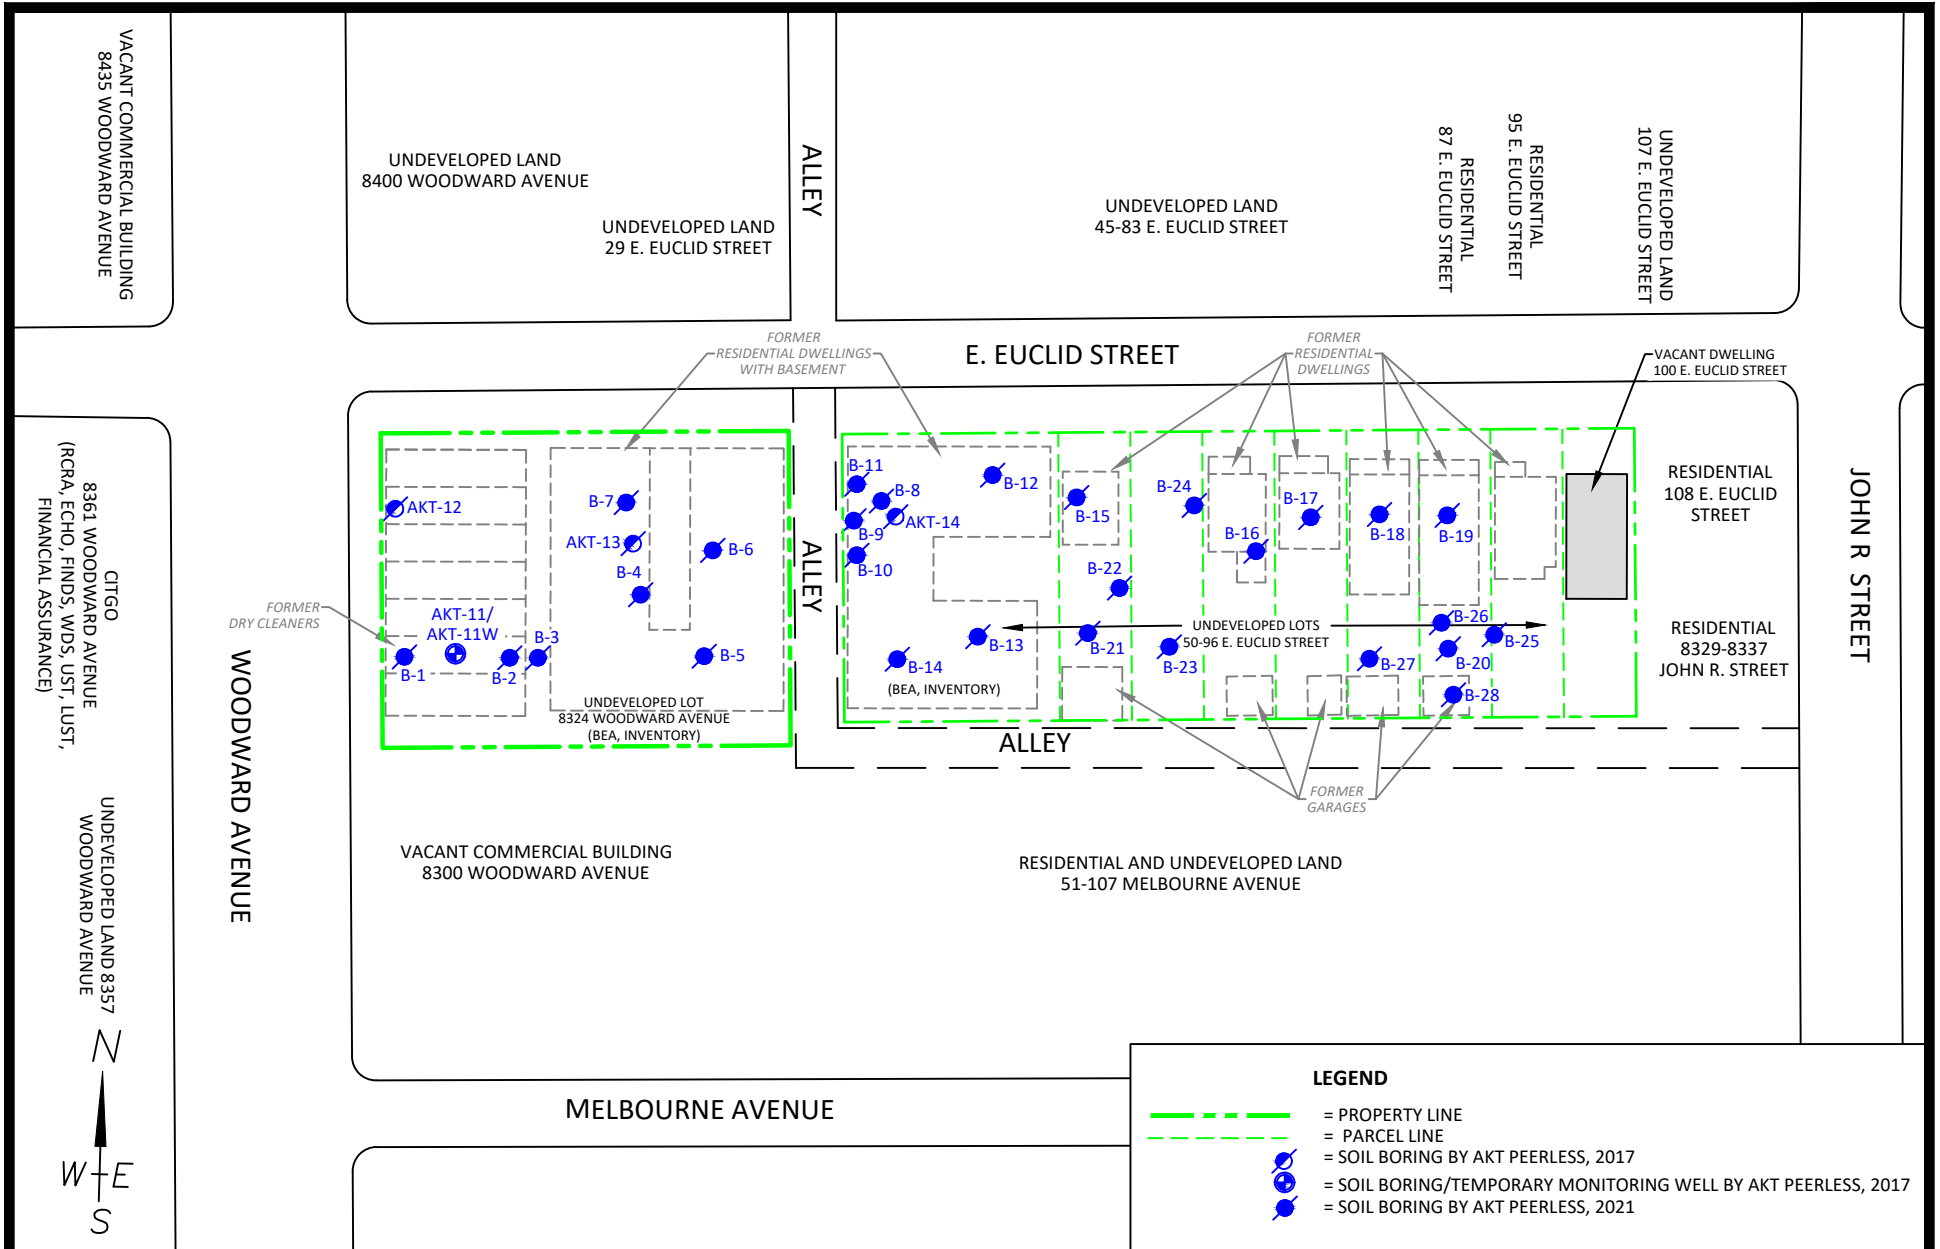 VACANT COMMERCIAL BUILDING
8435 WOODWARD AVENUE
UNDEVELOPED LAND
8400 WOODWARD AVENUE
UNDEVELOPED LAND
29 E. EUCLID STREET
ALLEY
UNDEVELOPED LAND
45-83 E. EUCLID STREET
RESIDENTIAL
87 E. EUCLID STREET
RESIDENTIAL
95 E. EUCLID STREET
UNDEVELOPED LAND
107 E. EUCLID STREET
FORMER
RESIDENTIAL DWELLINGS
WITH BASEMENT
E. EUCLID STREET
FORMER
RESIDENTIAL
DWELLINGS
VACANT DWELLING
100 E. EUCLID STREET
CITGO
8361 WOODWARD AVENUE
(RCRA, ECHO, FINDS, WDS, UST, LUST,
FINANCIAL ASSURANCE)
AKT-12
B-7
AKT-13
B-4
B-6
AKT-11/
AKT-11W
B-3
B-1
B-2
B-5
FORMER
DRY CLEANERS
UNDEVELOPED LOT
8324 WOODWARD AVENUE
(BEA, INVENTORY)
ALLEY
B-11
B-8
B-12
AKT-14
B-9
B-10
B-13
B-14
(BEA, INVENTORY)
B-15
B-24
B-17
B-16
B-18
B-19
B-22
B-21
B-23
UNDEVELOPED LOTS
50-96 E. EUCLID STREET
B-26
B-25
B-20
B-27
B-28
RESIDENTIAL
108 E. EUCLID
STREET
RESIDENTIAL
8329-8337
JOHN R. STREET
JOHN R STREET
WOODWARD AVENUE
ALLEY
FORMER
GARAGES
UNDEVELOPED LAND 8357
WOODWARD AVENUE
VACANT COMMERCIAL BUILDING
8300 WOODWARD AVENUE
RESIDENTIAL AND UNDEVELOPED LAND
51-107 MELBOURNE AVENUE
MELBOURNE AVENUE
N
W E
S
LEGEND
= PROPERTY LINE
= PARCEL LINE
= SOIL BORING BY AKT PEERLESS, 2017
= SOIL BORING/TEMPORARY MONITORING WELL BY AKT PEERLESS, 2017
= SOIL BORING BY AKT PEERLESS, 2021